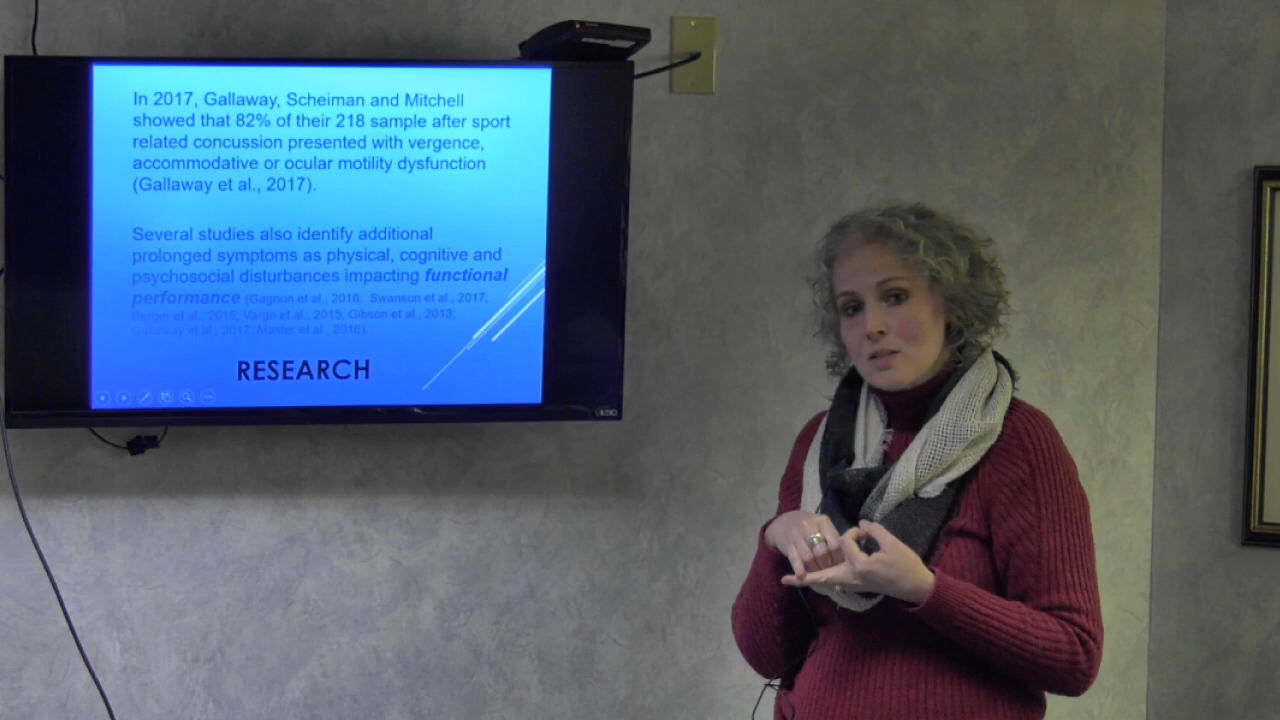 In 2017, Gallaway, Scheiman and Mitchell
showed that 82% of their 218 sample after sport
related concussion presented with vergence,
accommodative or ocular motility dysfunction
(Gallaway et al., 2017).
Several studies also identify additional
prolonged symptoms as physical, cognitive and
psychosocial disturbances impacting functional
performance (Gagnon et al., 2016; Swanson et al., 2017;
Berger et al., 2016; Vargo et al., 2015; Gibson et al., 2013;
Gallaway et al., 2017; Master et al., 2016).
RESEARCH
VIZIO